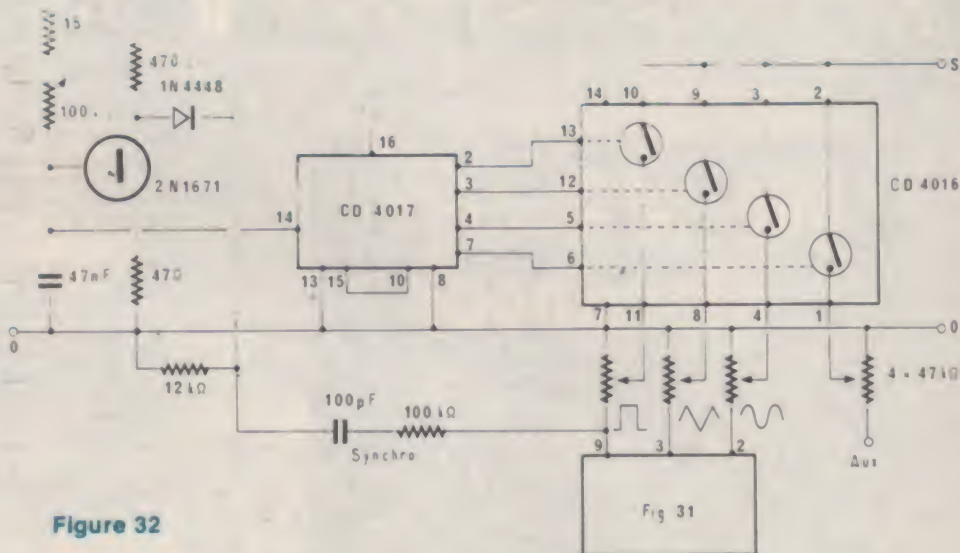 15
470
1N4448
S
100
14 10 9 3 2
16
13
2
2N1671
3
12
CD 4016
CD 4017
14
4
5
7
6
47nF
47Ω
13 15 10 8
7 11 8 4 1
0
0
12kΩ
4 × 47kΩ
100pF
100kΩ
Synchro
9 3 2
Aux
Fig 31
Figure 32